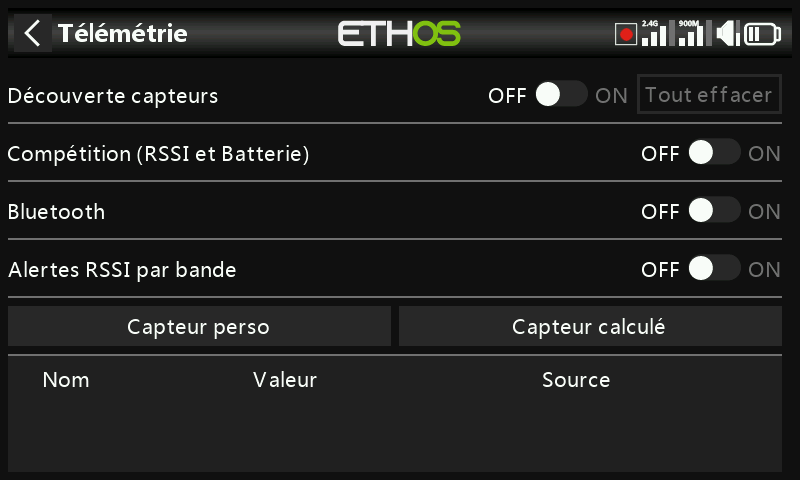 Télémétrie ETHOS 2.4G 900M
Découverte capteurs OFF ON Tout effacer
Compétition (RSSI et Batterie) OFF ON
Bluetooth OFF ON
Alertes RSSI par bande OFF ON
Capteur perso Capteur calculé
Nom Valeur Source